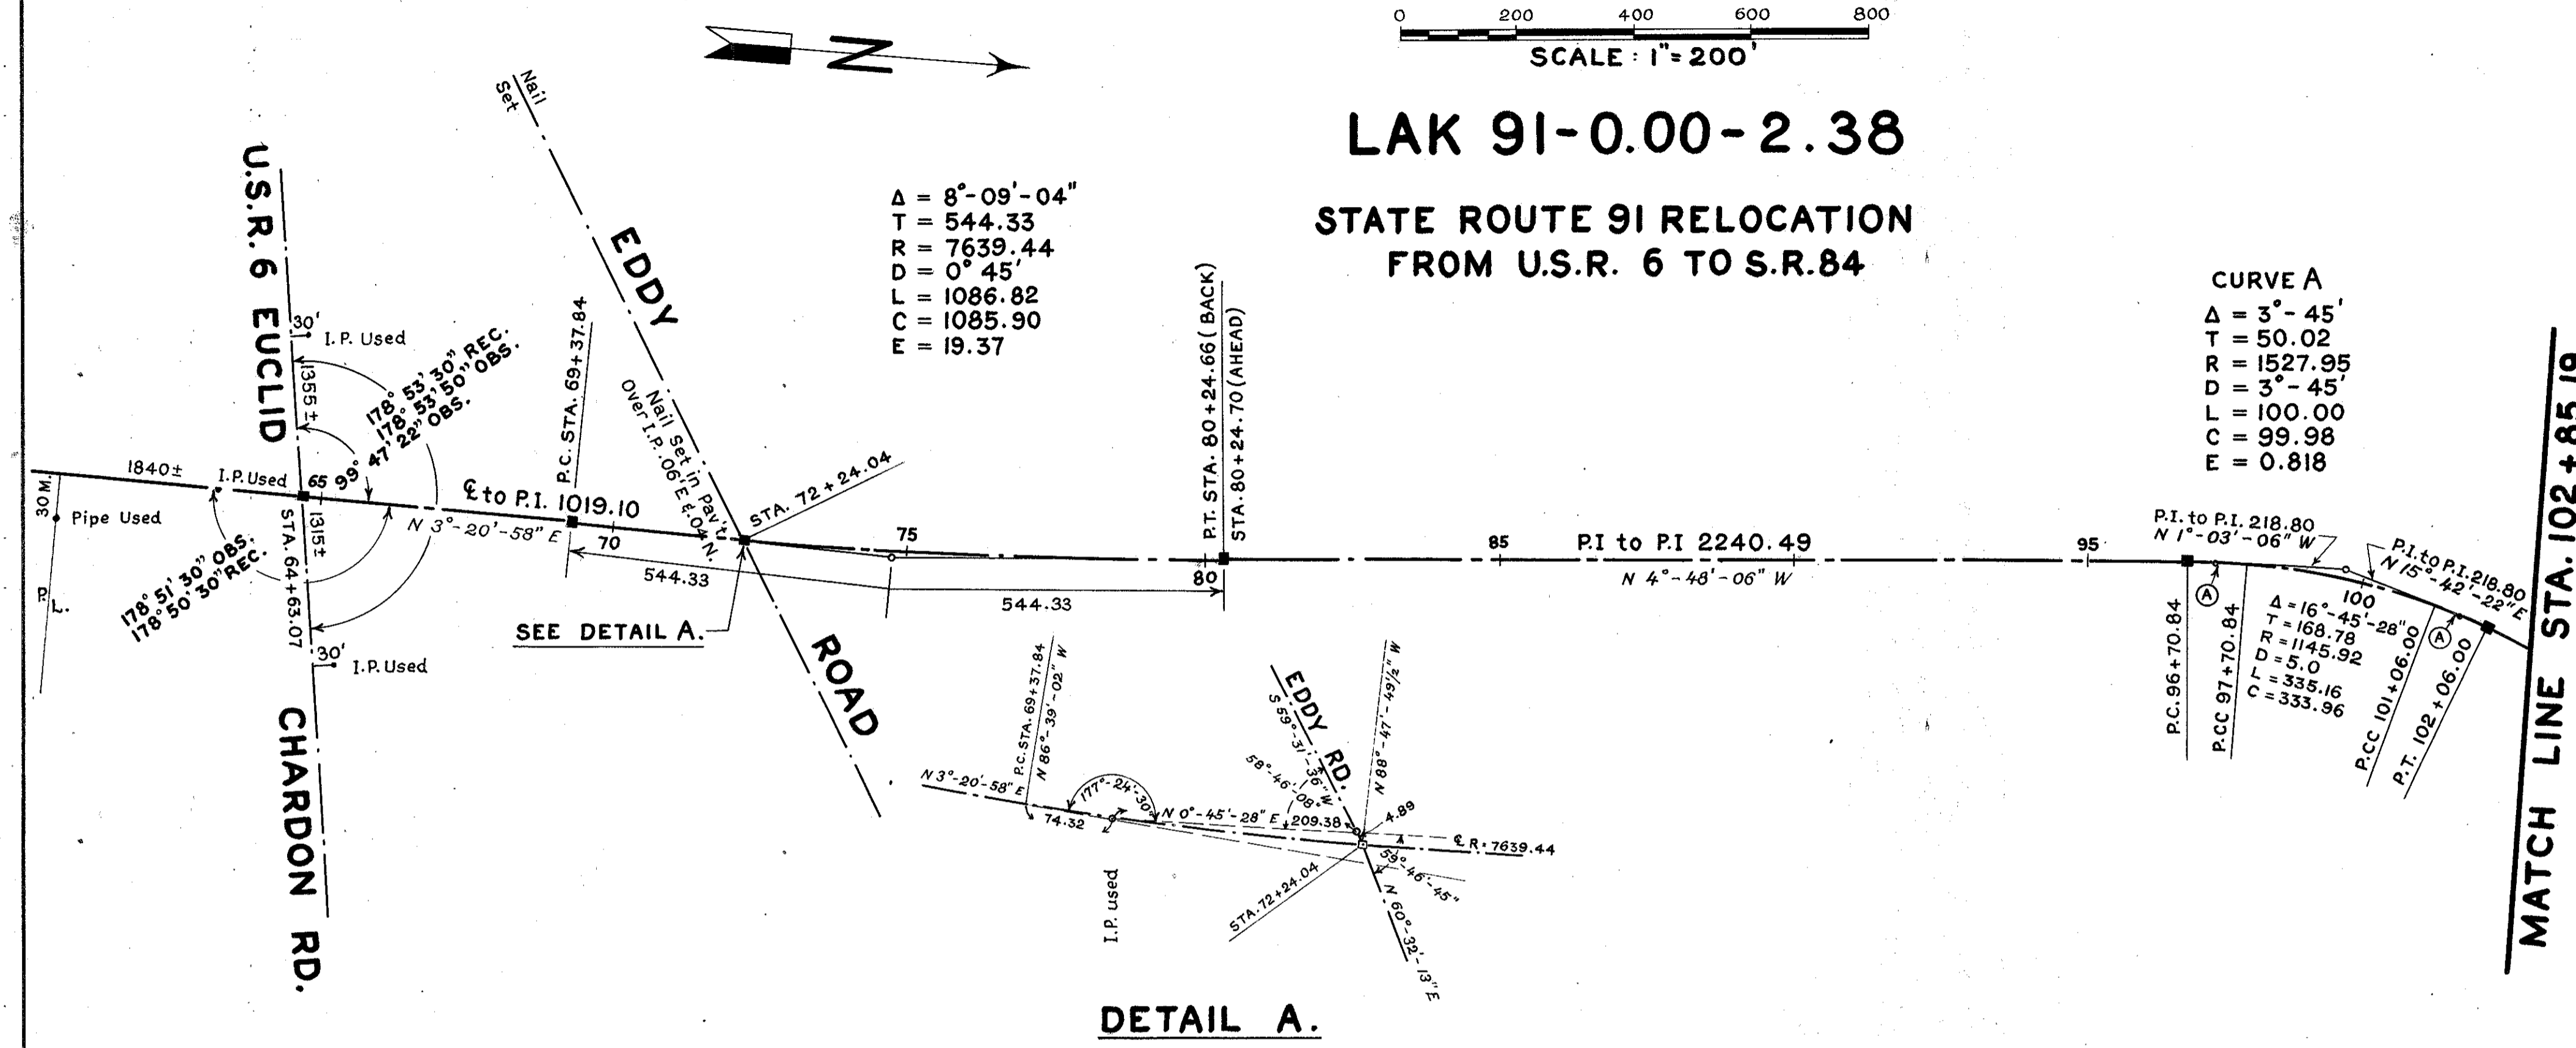 0 200 400 600 800
SCALE : 1"= 200'
N
LAK 91-0.00-2.38
STATE ROUTE 91 RELOCATION
FROM U.S.R. 6 TO S.R.84
Nail
Set
U.S.R. 6 EUCLID
CHARDON RD.
EDDY
ROAD
Δ = 8°-09'-04"
T = 544.33
R = 7639.44
D = 0° 45'
L = 1086.82
C = 1085.90
E = 19.37
CURVE A
Δ = 3°- 45'
T = 50.02
R = 1527.95
D = 3°- 45'
L = 100.00
C = 99.98
E = 0.818
30'
I.P. Used
1355 ±
178° 53' 30" REC.
178° 53' 50" OBS.
99° 47' 22" OBS.
P.C. STA. 69+37.84
Nail Set in Pav't.
Over I.P. .06'E &.04'N.
STA. 72 + 24.04
P.T. STA. 80+24.66 ( BACK)
STA. 80+24.70 (AHEAD)
1840±
I.P. Used
65
℄ to P.I. 1019.10
N 3°-20'-58" E
70
75
80
85
P.I to P.I 2240.49
N 4°-48'-06" W
95
P.I. to P.I. 218.80
N 1°-03'-06" W
P.I. to P.I. 218.80
N 15°-42'-22" E
100
30 M.
Pipe Used
P.
L.
178° 51' 30" OBS.
178° 50' 30" REC.
STA. 64+63.07
1315±
30'
I.P. Used
544.33
544.33
SEE DETAIL A.
A
A
Δ = 16°-45'-28"
T = 168.78
R = 1145.92
D = 5.0
L = 335.16
C = 333.96
P.C. 96+70.84
P.CC 97+70.84
P.CC 101+06.00
P.T. 102 + 06.00
MATCH LINE STA. 102+85.19
N 3°-20'-58" E
P.C. STA. 69+37.84
N 86°-39'-02" W
74.32
177°-24'-30"
N 0°-45'-28" E
209.38
EDDY RD.
S 59°-31'-36" W
58°-46'-08"
N 88°-47'-49½" W
4.89
℄ R= 7639.44
59°-46'-45"
STA. 72+24.04
N 60°-32'-13" E
I.P. used
DETAIL A.